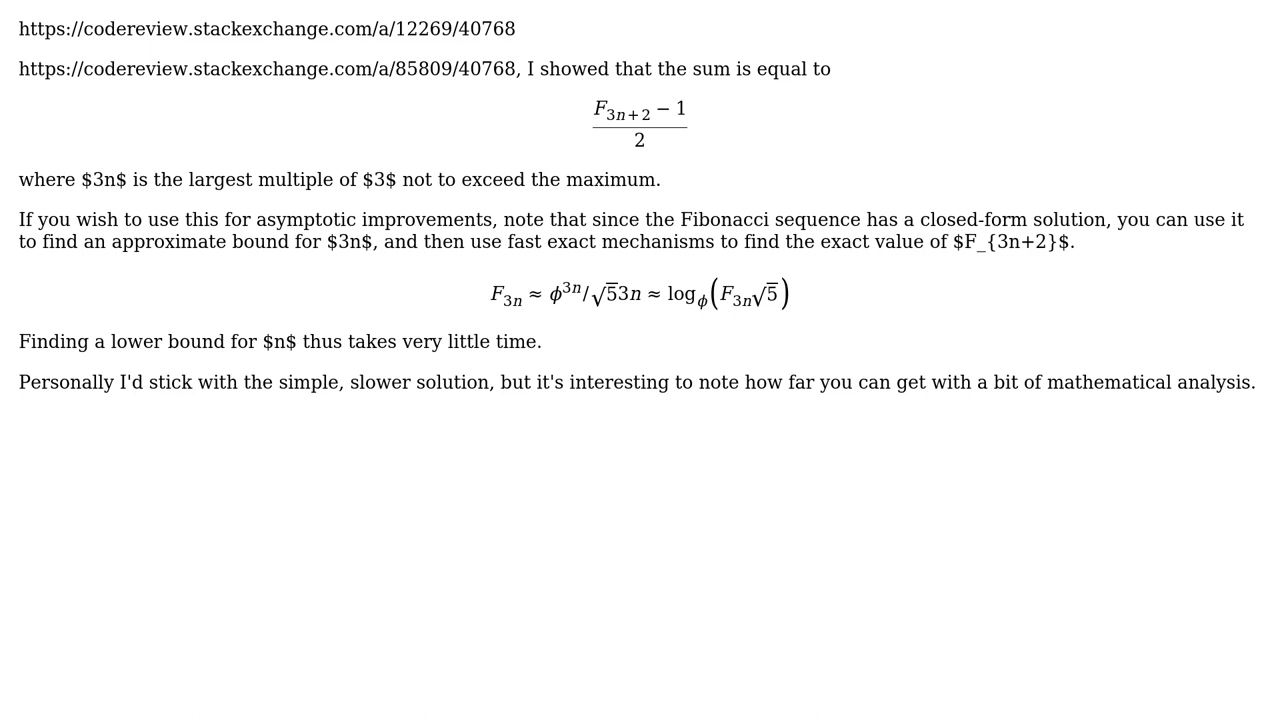 https://codereview.stackexchange.com/a/12269/40768
https://codereview.stackexchange.com/a/85809/40768, I showed that the sum is equal to
F_{3n+2} − 1
2
where $3n$ is the largest multiple of $3$ not to exceed the maximum.
If you wish to use this for asymptotic improvements, note that since the Fibonacci sequence has a closed-form solution, you can use it
to find an approximate bound for $3n$, and then use fast exact mechanisms to find the exact value of $F_{3n+2}$.
F_{3n} ≈ ϕ^{3n}/√5̅3n ≈ log_ϕ(F_{3n}√5)
Finding a lower bound for $n$ thus takes very little time.
Personally I'd stick with the simple, slower solution, but it's interesting to note how far you can get with a bit of mathematical analysis.